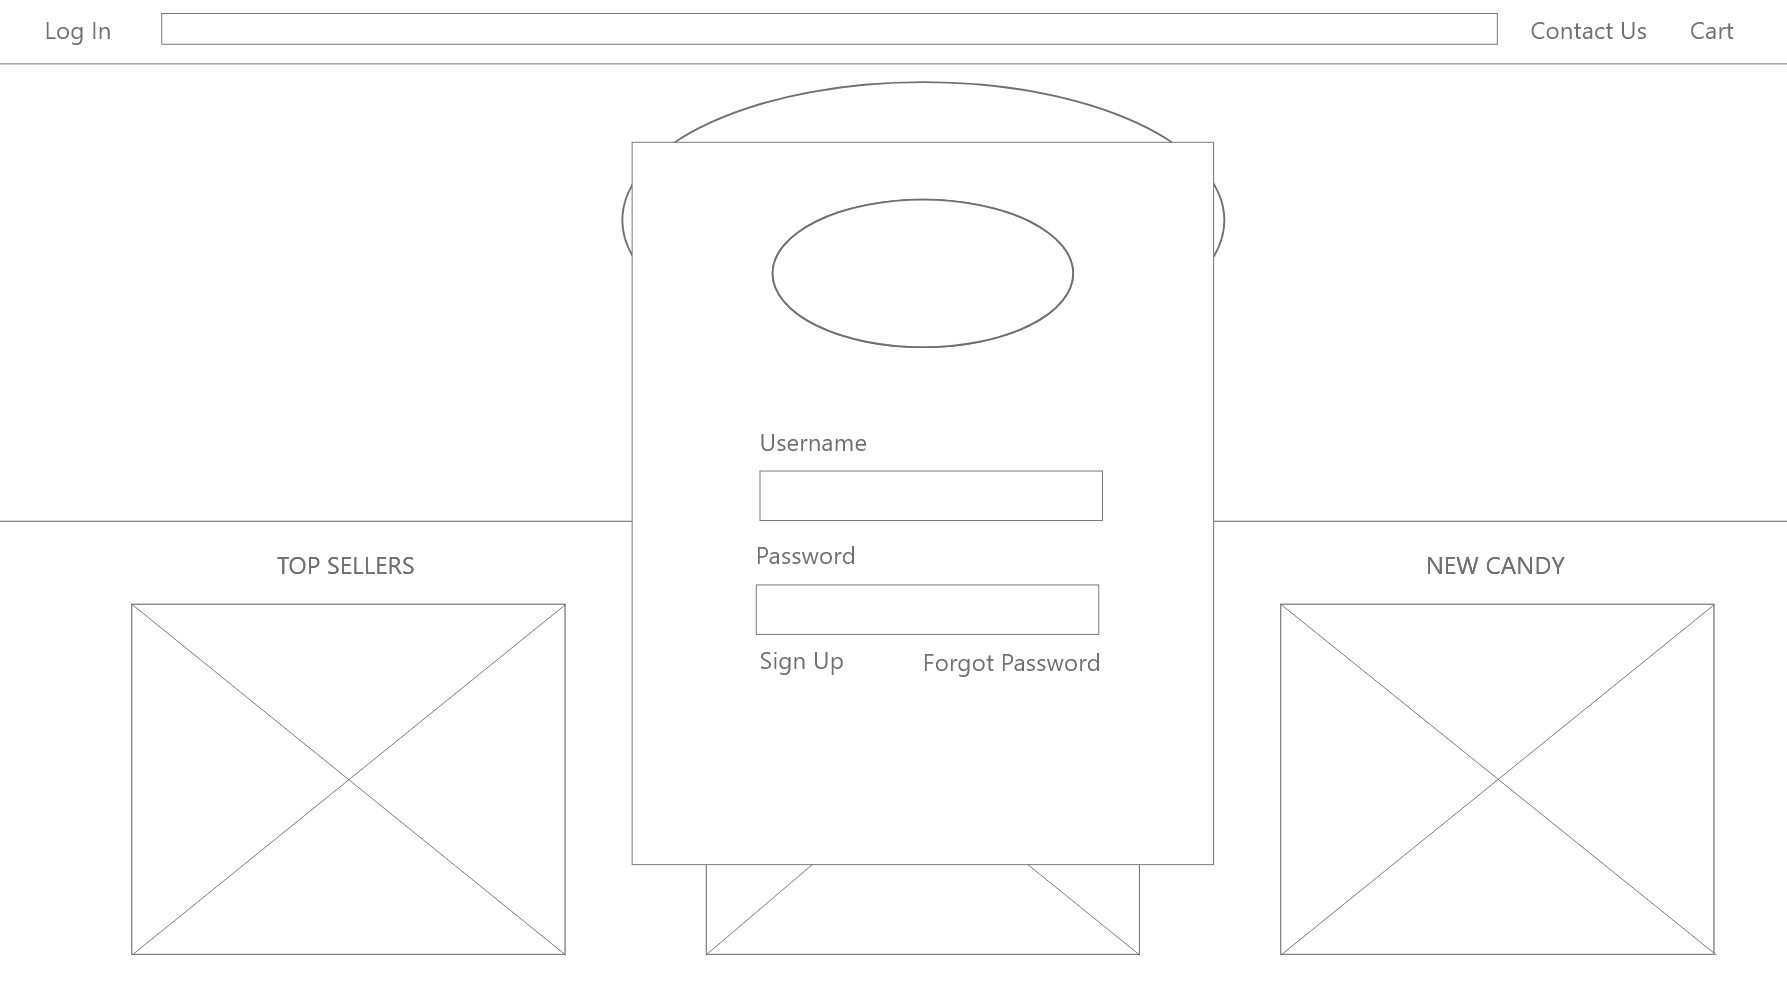 Log In
Contact Us
Cart
Username
Password
Sign Up
Forgot Password
TOP SELLERS
NEW CANDY